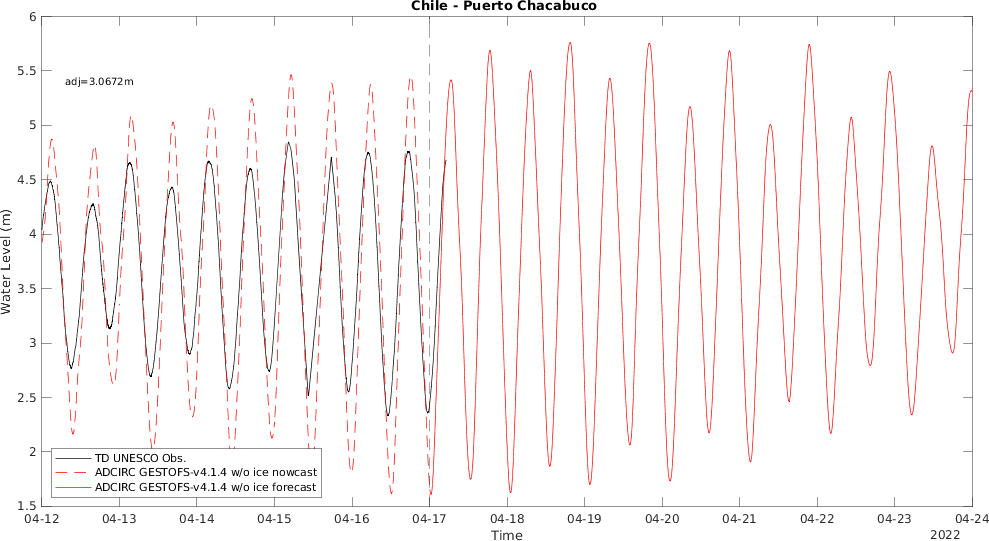 Chile - Puerto Chacabuco
6
5.5
5
4.5
4
3.5
3
2.5
2
1.5
Water Level (m)
adj=3.0672m
TD UNESCO Obs.
ADCIRC GESTOFS-v4.1.4 w/o ice nowcast
ADCIRC GESTOFS-v4.1.4 w/o ice forecast
04-12 04-13 04-14 04-15 04-16 04-17 04-18 04-19 04-20 04-21 04-22 04-23 04-24
Time
2022